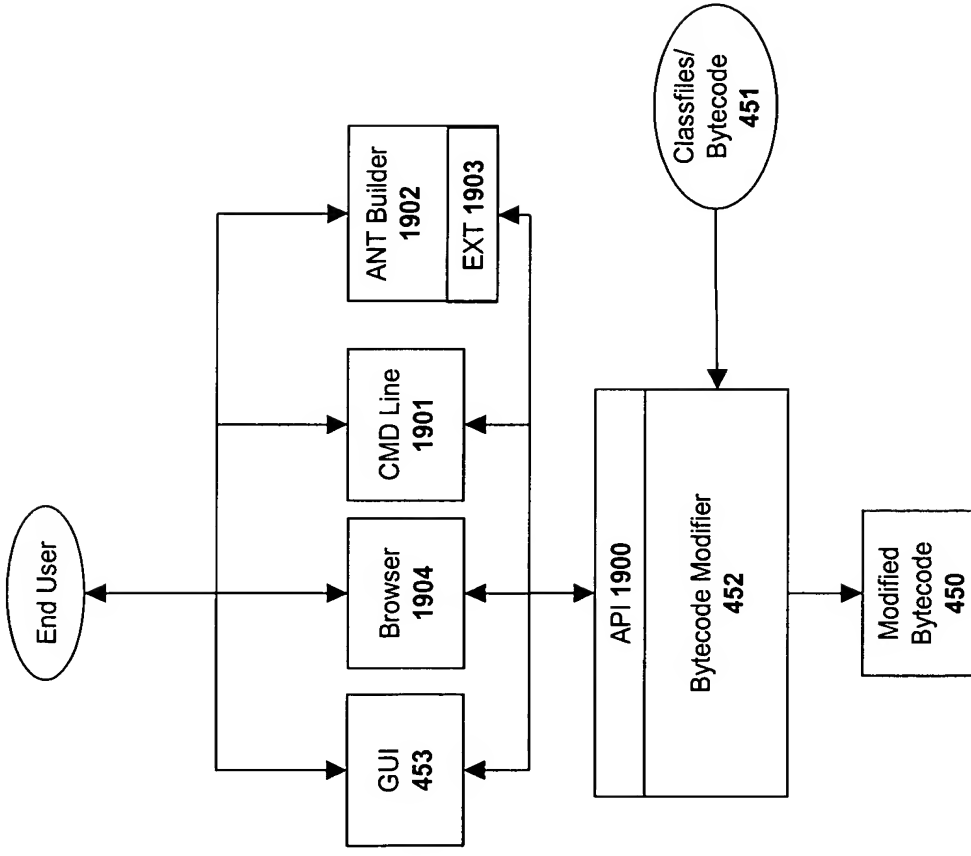 End User
GUI
453
Browser
1904
CMD Line
1901
ANT Builder
1902
EXT 1903
API 1900
Bytecode Modifier
452
Classfiles/
Bytecode
451
Modified
Bytecode
450